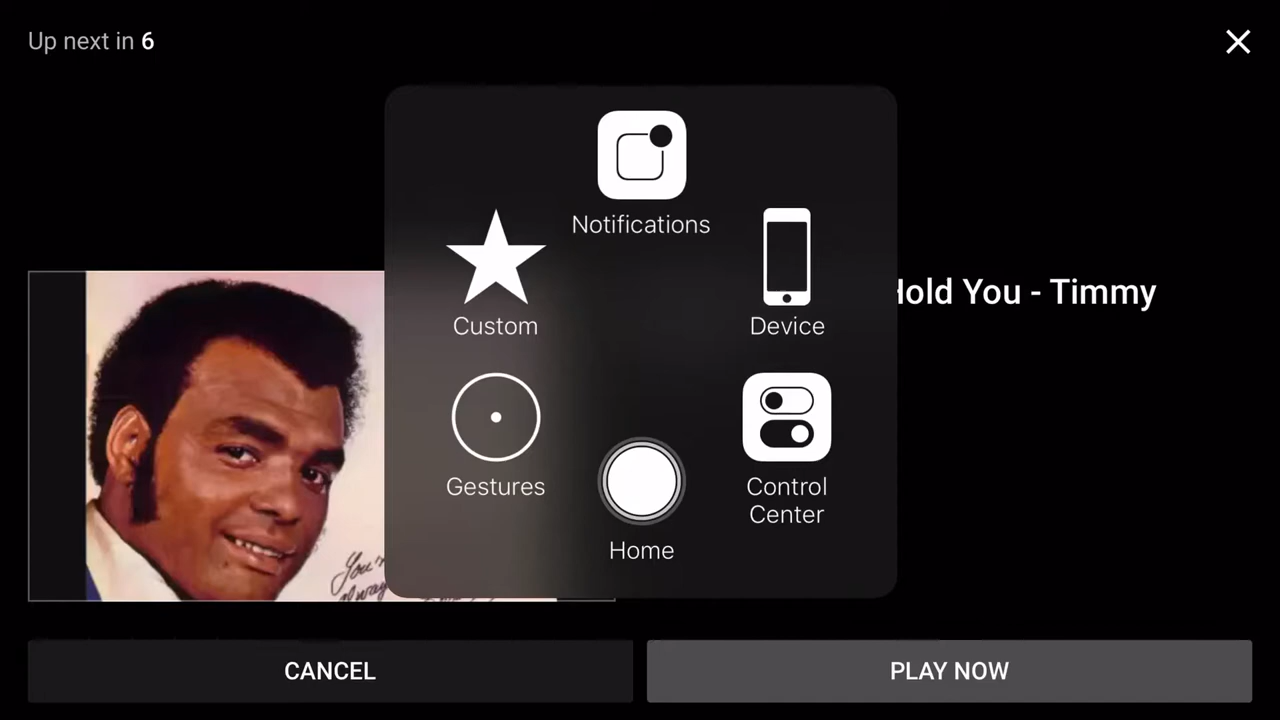 Up next in 6
Notifications
Custom
Device
Hold You - Timmy
Gestures
Control
Center
Home
CANCEL
PLAY NOW